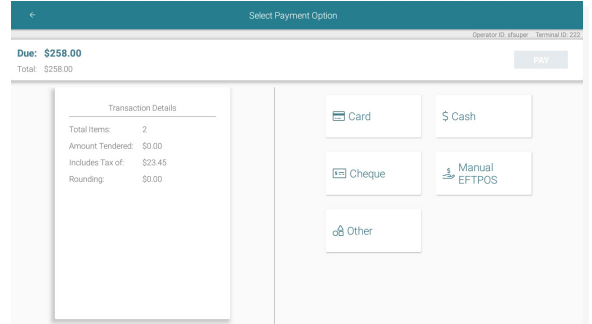 Select Payment Option
Operator ID: sfsuper Terminal ID: 222
Due: $258.00
Total: $258.00
PAY
Transaction Details
Total Items: 2
Amount Tendered: $0.00
Includes Tax of: $23.45
Rounding: $0.00
Card
$ Cash
Cheque
Manual
EFTPOS
Other